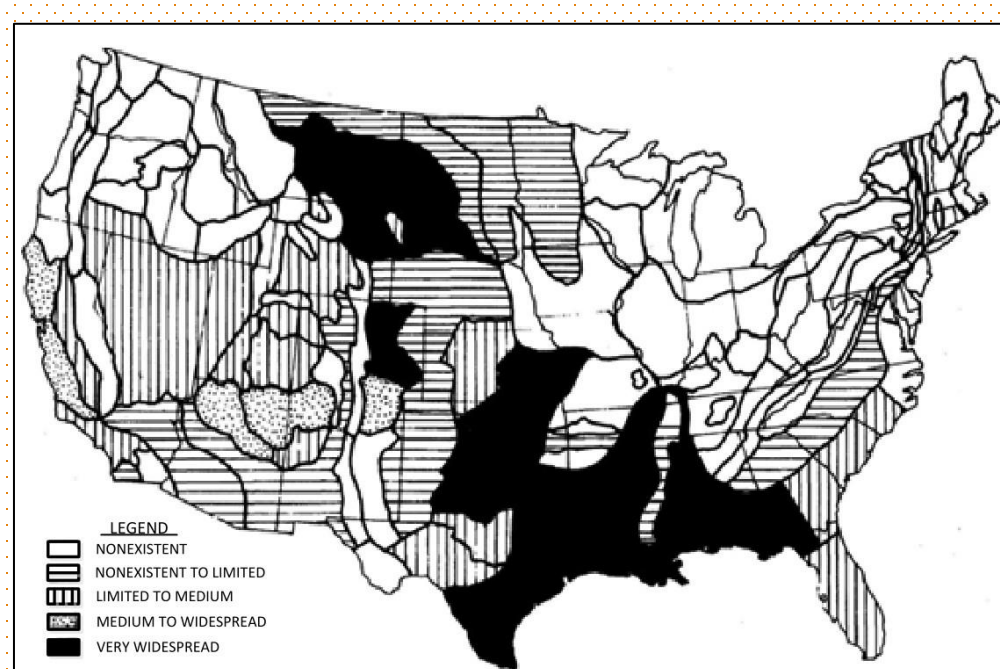 LEGEND
NONEXISTENT
NONEXISTENT TO LIMITED
LIMITED TO MEDIUM
MEDIUM TO WIDESPREAD
VERY WIDESPREAD